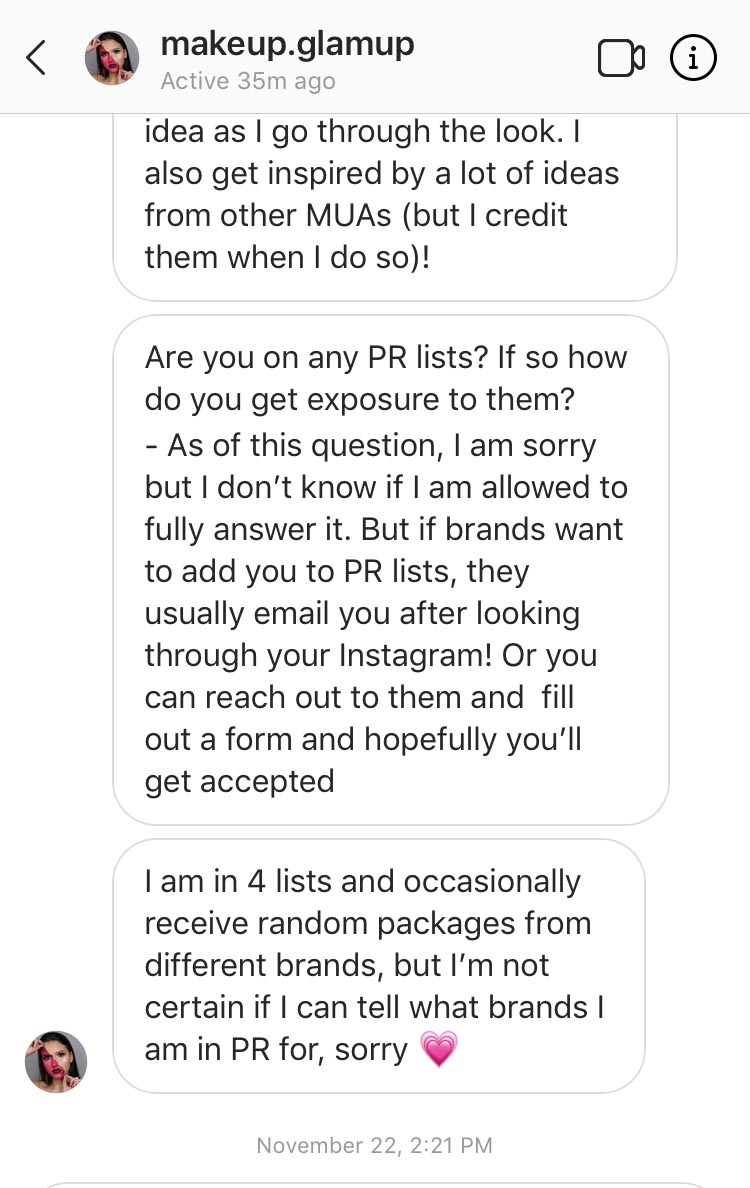 makeup.glamup
Active 35m ago
idea as I go through the look. I
also get inspired by a lot of ideas
from other MUAs (but I credit
them when I do so)!
Are you on any PR lists? If so how
do you get exposure to them?
- As of this question, I am sorry
but I don’t know if I am allowed to
fully answer it. But if brands want
to add you to PR lists, they
usually email you after looking
through your Instagram! Or you
can reach out to them and  fill
out a form and hopefully you’ll
get accepted
I am in 4 lists and occasionally
receive random packages from
different brands, but I’m not
certain if I can tell what brands I
am in PR for, sorry 💗
November 22, 2:21 PM